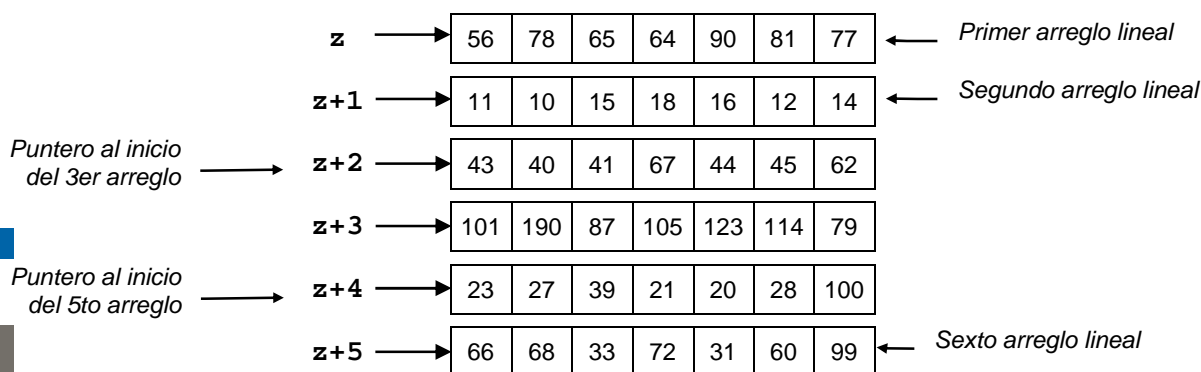 z 56 78 65 64 90 81 77 Primer arreglo lineal
z+1 11 10 15 18 16 12 14 Segundo arreglo lineal
Puntero al inicio
del 3er arreglo
z+2 43 40 41 67 44 45 62
z+3 101 190 87 105 123 114 79
Puntero al inicio
del 5to arreglo
z+4 23 27 39 21 20 28 100
z+5 66 68 33 72 31 60 99 Sexto arreglo lineal